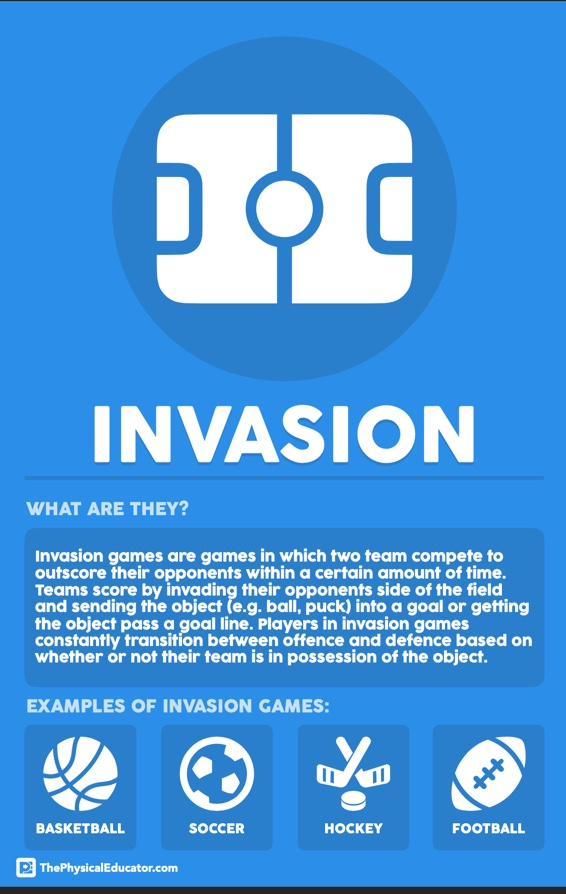 INVASION
WHAT ARE THEY?
Invasion games are games in which two team compete to
outscore their opponents within a certain amount of time.
Teams score by invading their opponents side of the field
and sending the object (e.g. ball, puck) into a goal or getting
the object pass a goal line. Players in invasion games
constantly transition between offence and defence based on
whether or not their team is in possession of the object.
EXAMPLES OF INVASION GAMES:
BASKETBALL
SOCCER
HOCKEY
FOOTBALL
ThePhysicalEducator.com